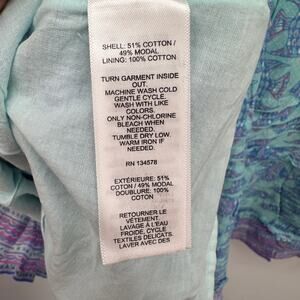 SHELL: 51% COTTON /
49% MODAL
LINING: 100% COTTON
TURN GARMENT INSIDE
OUT.
MACHINE WASH COLD
GENTLE CYCLE.
WASH WITH LIKE
COLORS.
ONLY NON-CHLORINE
BLEACH WHEN
NEEDED.
TUMBLE DRY LOW.
WARM IRON IF
NEEDED.
RN 134578
EXTÉRIEURE: 51%
COTON / 49% MODALE
DOUBLURE: 100%
COTON
RETOURNER LE
VÊTEMENT.
LAVAGE À L'EAU
FROIDE, CYCLE
TEXTILES DELICATS.
LAVER AVEC DES